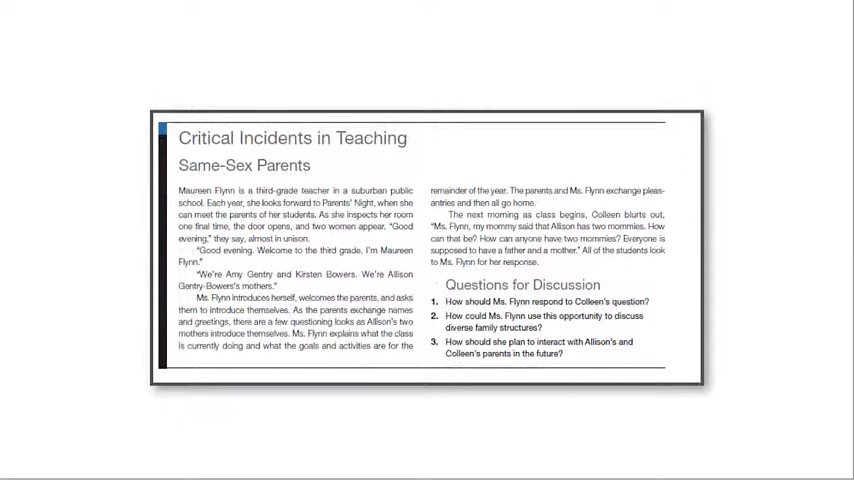 Critical Incidents in Teaching
Same-Sex Parents
Maureen Flynn is a third-grade teacher in a suburban public
school. Each year, she looks forward to Parents' Night, when she
can meet the parents of her students. As she inspects her room
one final time, the door opens, and two women appear. "Good
evening," they say, almost in unison.
"Good evening. Welcome to the third grade. I'm Maureen
Flynn."
"We're Amy Gentry and Kirsten Bowers. We're Allison
Gentry-Bowers's mothers."
Ms. Flynn introduces herself, welcomes the parents, and asks
them to introduce themselves. As the parents exchange names
and greetings, there are a few questioning looks as Allison's two
mothers introduce themselves. Ms. Flynn explains what the class
is currently doing and what the goals and activities are for the
remainder of the year. The parents and Ms. Flynn exchange pleas-
antries and then all go home.
The next morning as class begins, Colleen blurts out,
"Ms. Flynn, my mommy said that Allison has two mommies. How
can that be? How can anyone have two mommies? Everyone is
supposed to have a father and a mother." All of the students look
to Ms. Flynn for her response.
Questions for Discussion
1. How should Ms. Flynn respond to Colleen's question?
2. How could Ms. Flynn use this opportunity to discuss
diverse family structures?
3. How should she plan to interact with Allison's and
Colleen's parents in the future?